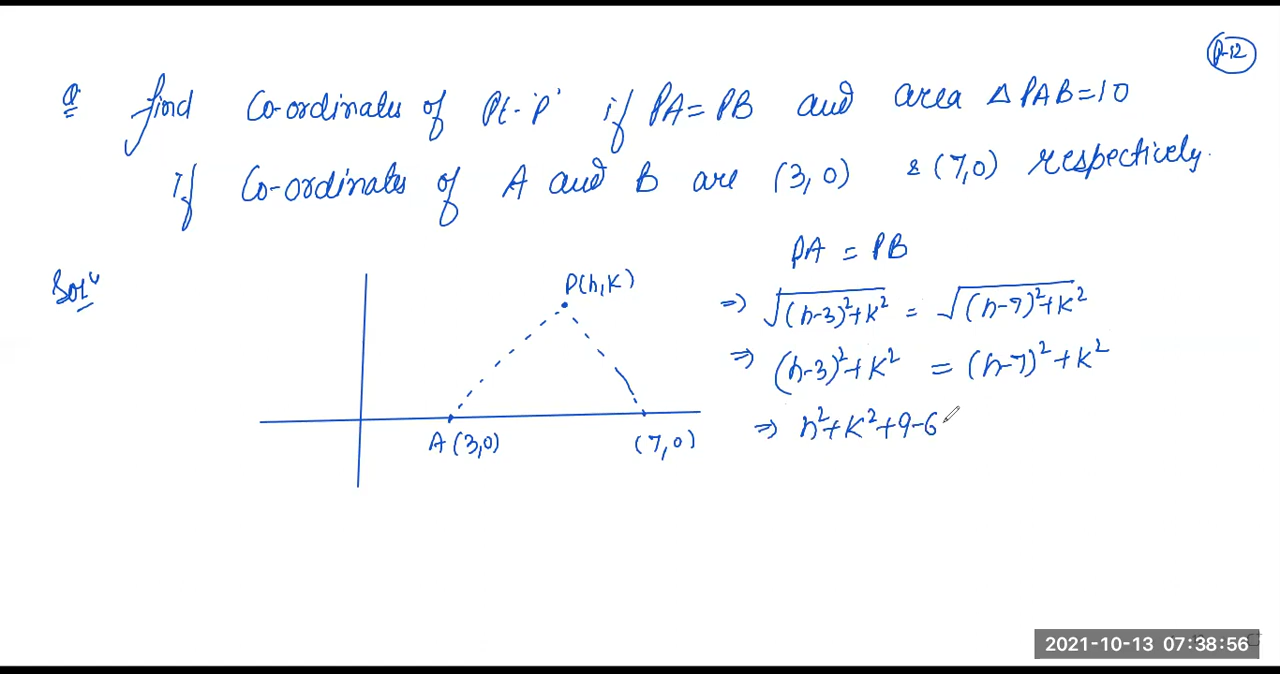 P-12
Q find Co-ordinates of Pt-'P' if PA=PB and area △PAB=10
If Co-ordinates of A and B are (3,0) & (7,0) respectively.
Solⁿ
P(h,K)
A(3,0)
(7,0)
PA = PB
⇒ √(h-3)²+K² = √(h-7)²+K²
⇒ (h-3)²+K² = (h-7)²+K²
⇒ h²+K²+9-6
2021-10-13 07:38:56